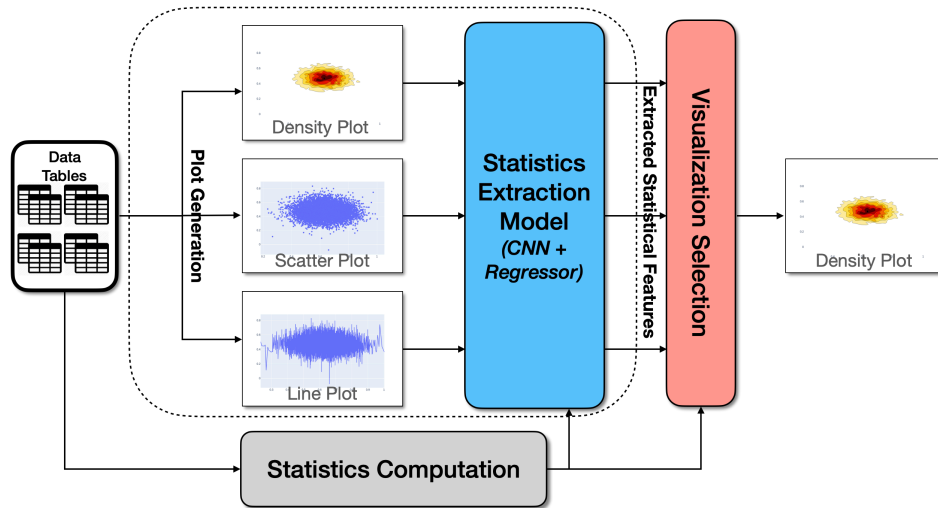 Data
Tables
Plot Generation
Density Plot
Scatter Plot
Line Plot
Statistics
Extraction
Model
(CNN +
Regressor)
Extracted Statistical Features
Visualization Selection
Density Plot
Statistics Computation